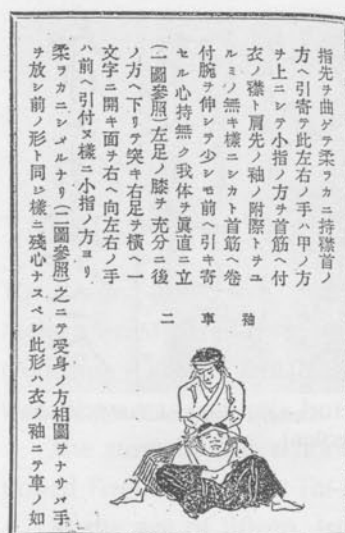 指先ヲ曲ゲテ柔ラカニ持襟首ノ
方ヘ引寄テ此左右ノ手ハ甲ノ方
ヲ上ニシテ小指ノ方ヲ首筋ヘ付
衣ノ襟ト肩先ノ袖ノ附際トヲユ
ルミノ無キ樣ニシカト首筋ヘ卷
付腕ヲ伸シテ少シモ前ヘ引キ寄
セル心持無ク我体ヲ眞直ニ立
(一圖參照)左足ノ膝ヲ充分ニ後
ノ方ヘ下リテ突キ右足ヲ橫ヘ一
文字ニ開キ面ヲ右ヘ向左右ノ手
ハ前ヘ引付ヌ樣ニ小指ノ方ヨリ
柔ラカニシメルナリ(二圖參照)之ニテ受身ノ方相圖ヲナサバ手
ヲ放シ前ノ形ト同ジ樣ニ殘心ナスベシ此形ハ衣ノ袖ニテ車ノ如
袖車二